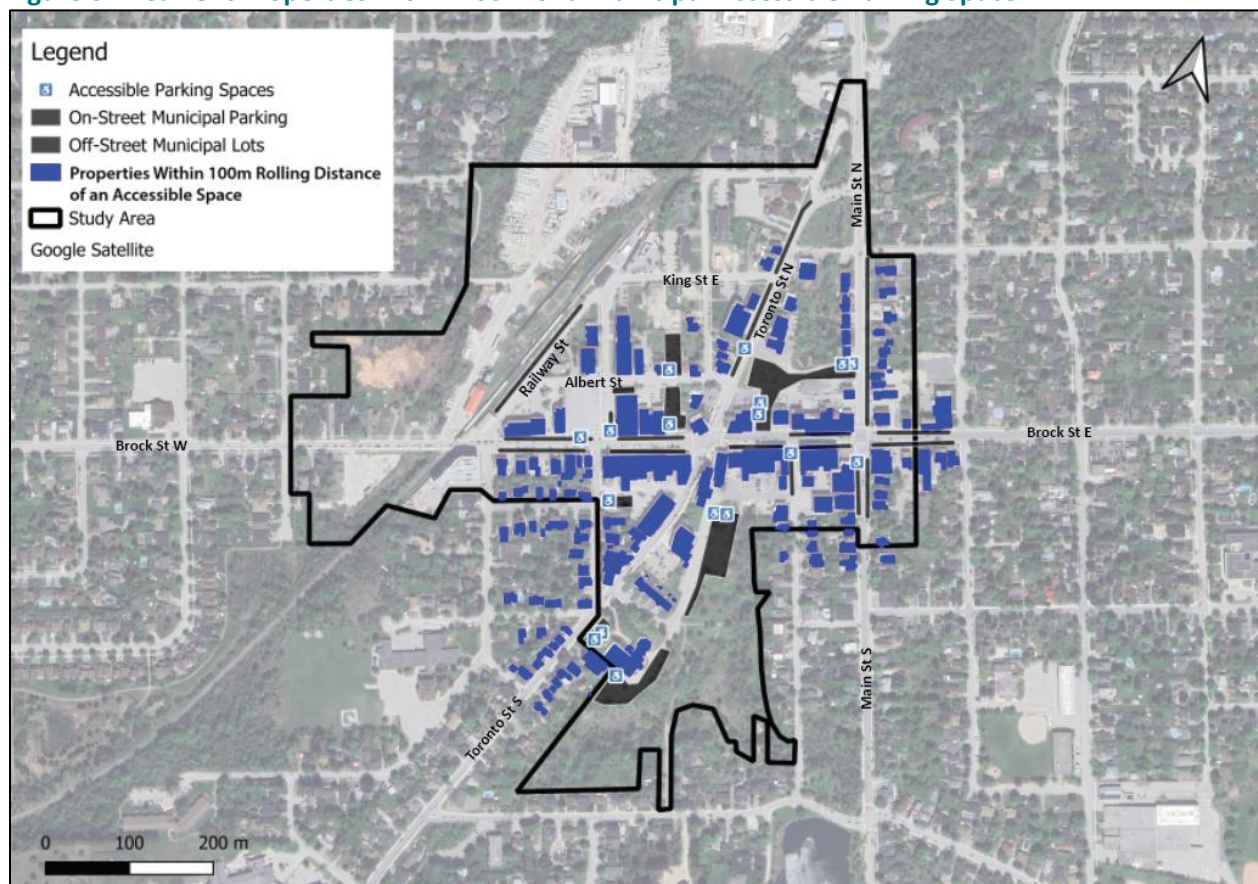 Legend
Accessible Parking Spaces
On-Street Municipal Parking
Off-Street Municipal Lots
Properties Within 100m Rolling Distance
of an Accessible Space
Study Area
Google Satellite
Main St N
King St E
Toronto St N
Railway St
Albert St
Brock St W
Brock St E
Toronto St S
Main St S
0 100 200 m